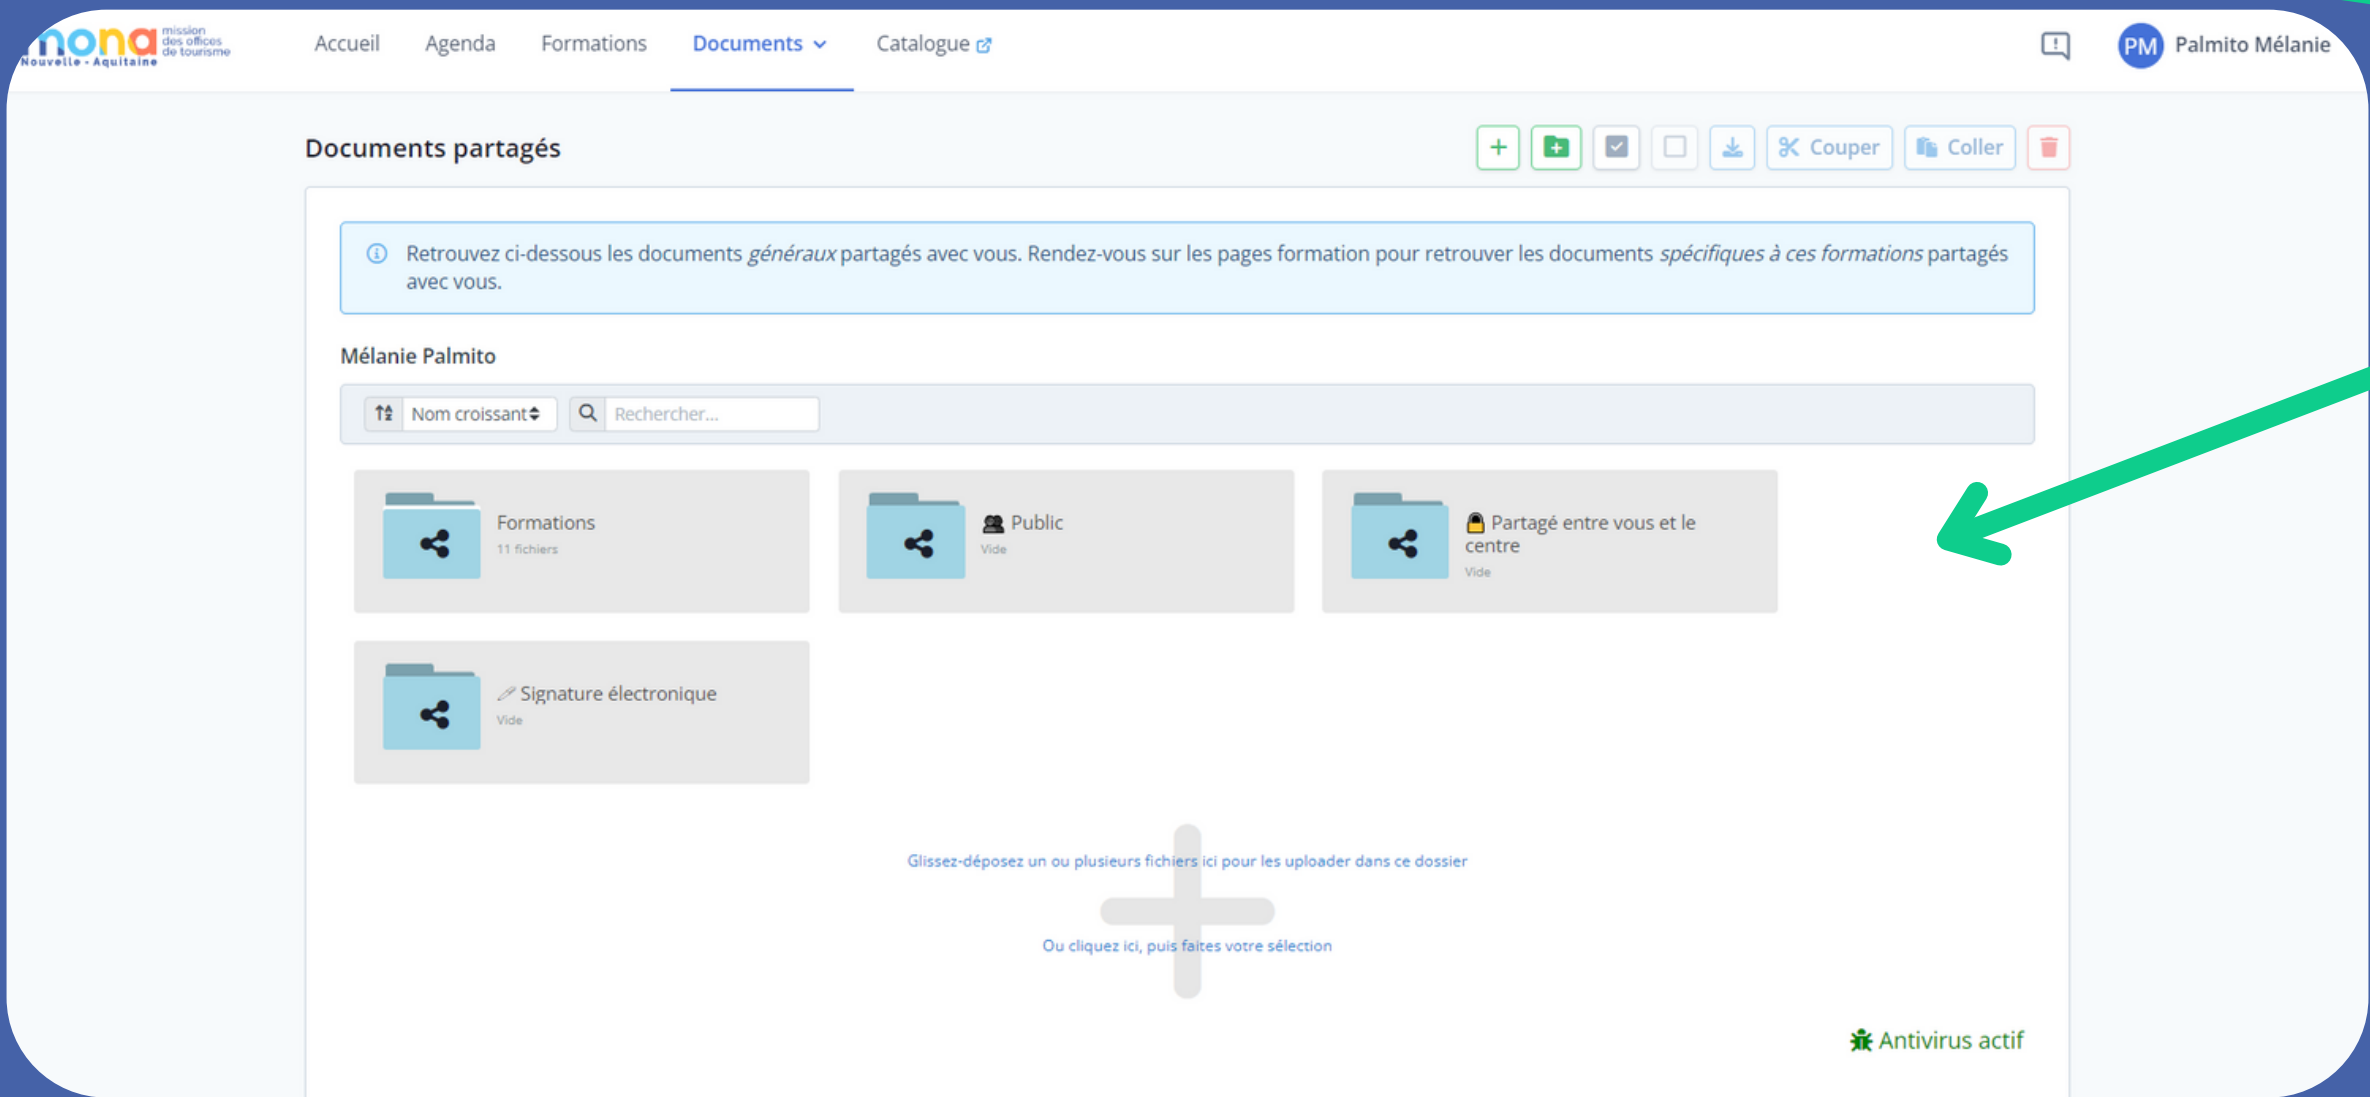 mona
mission
des offices
de tourisme
Nouvelle - Aquitaine
Accueil
Agenda
Formations
Documents
Catalogue
PM
Palmito Mélanie
Documents partagés
Couper
Coller
Retrouvez ci-dessous les documents généraux partagés avec vous. Rendez-vous sur les pages formation pour retrouver les documents spécifiques à ces formations partagés
avec vous.
Mélanie Palmito
Nom croissant
Rechercher...
Formations
11 fichiers
Public
Vide
Partagé entre vous et le
centre
Vide
Signature électronique
Vide
Glissez-déposez un ou plusieurs fichiers ici pour les uploader dans ce dossier
Ou cliquez ici, puis faites votre sélection
Antivirus actif